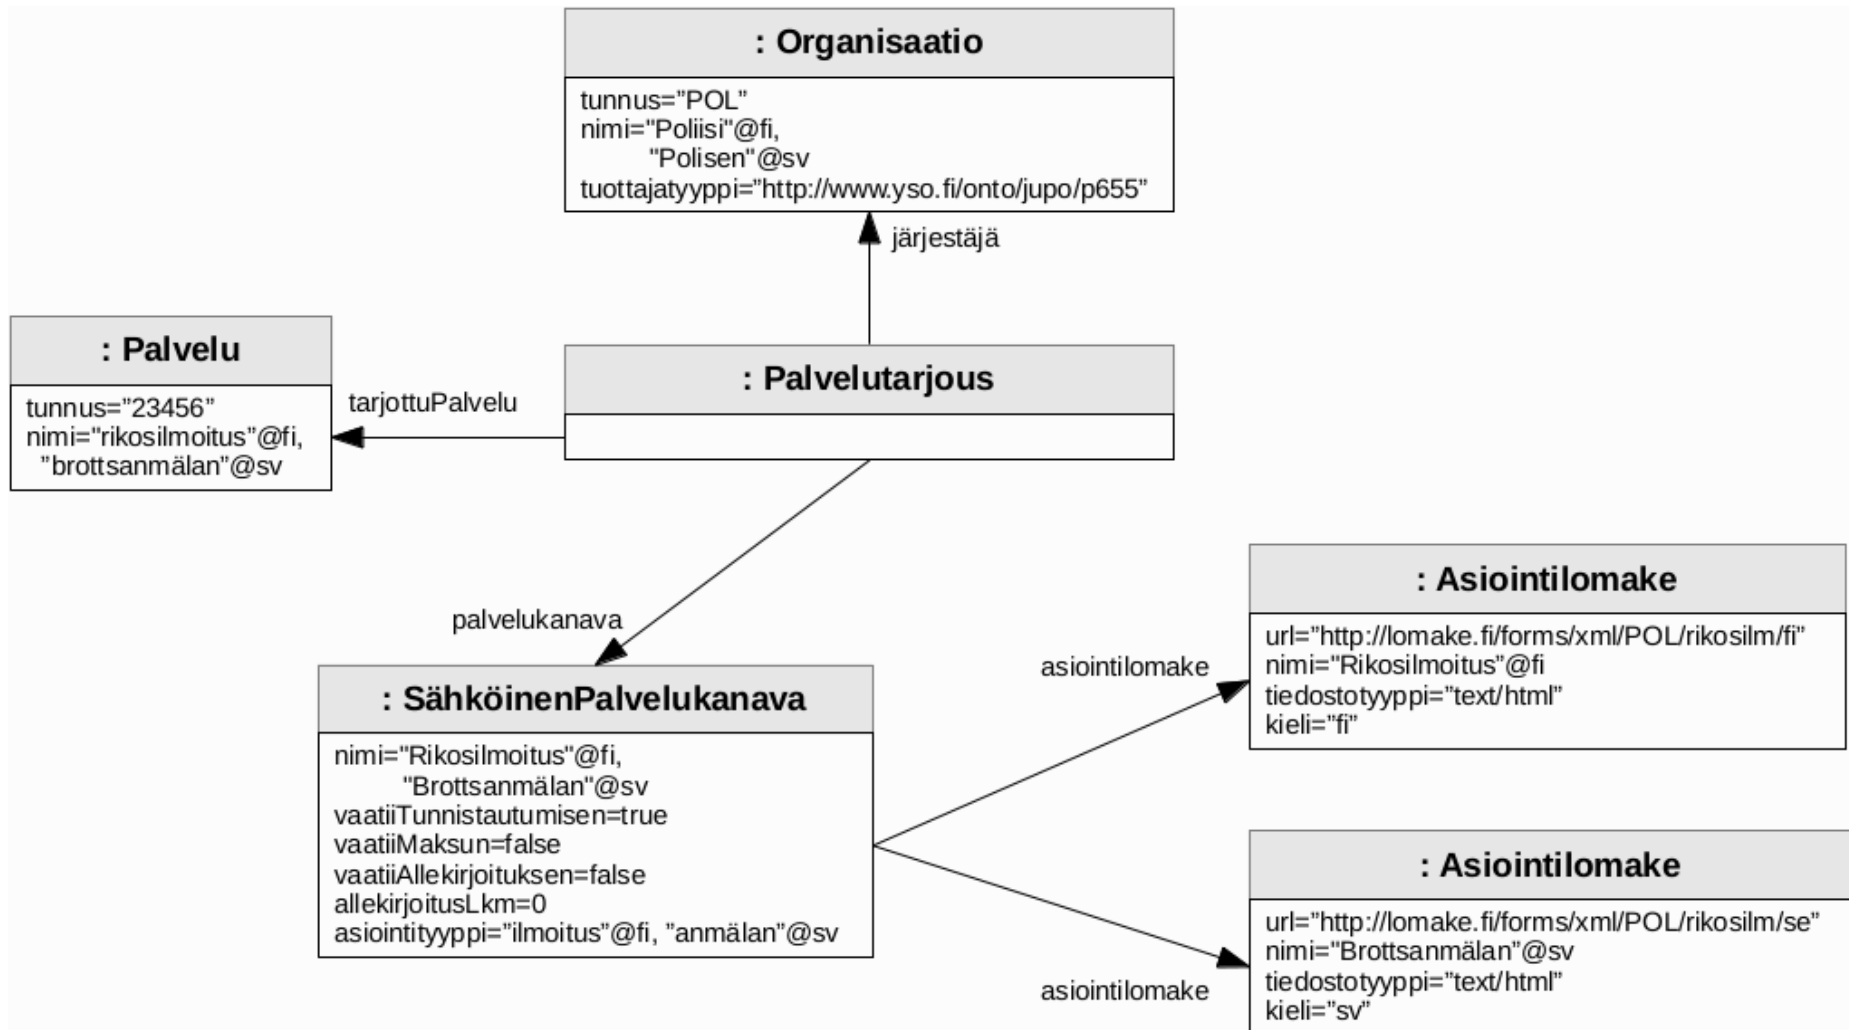 : Organisaatio
tunnus=”POL”
nimi="Poliisi"@fi,
"Polisen"@sv
tuottajatyyppi=”http://www.yso.fi/onto/jupo/p655”
järjestäjä
: Palvelu
tunnus=”23456”
nimi="rikosilmoitus”@fi,
”brottsanmälan”@sv
tarjottuPalvelu
: Palvelutarjous
palvelukanava
: SähköinenPalvelukanava
nimi="Rikosilmoitus"@fi,
"Brottsanmälan"@sv
vaatiiTunnistautumisen=true
vaatiiMaksun=false
vaatiiAllekirjoituksen=false
allekirjoitusLkm=0
asiointityyppi=”ilmoitus”@fi, ”anmälan”@sv
asiointilomake
: Asiointilomake
url=”http://lomake.fi/forms/xml/POL/rikosilm/fi”
nimi="Rikosilmoitus”@fi
tiedostotyyppi=”text/html”
kieli=”fi”
asiointilomake
: Asiointilomake
url=”http://lomake.fi/forms/xml/POL/rikosilm/se”
nimi="Brottsanmälan”@sv
tiedostotyyppi=”text/html”
kieli=”sv”